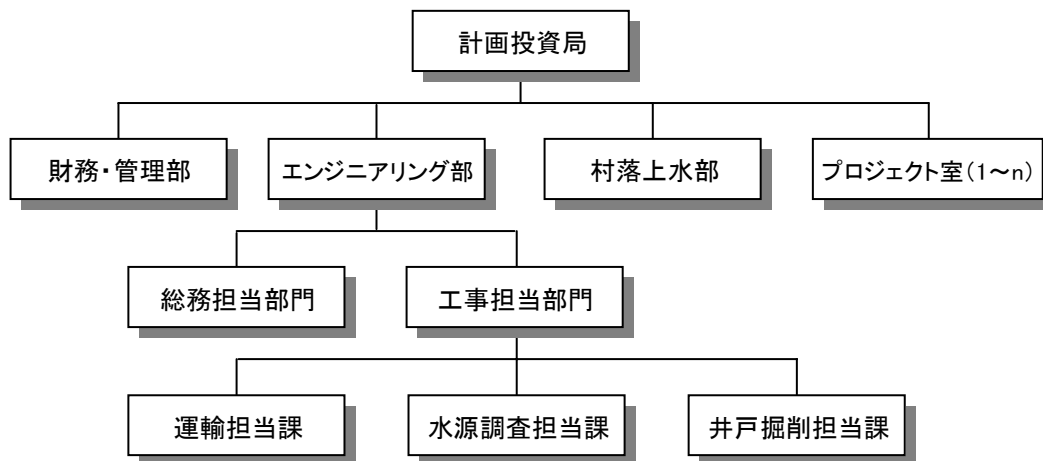 計画投資局
財務・管理部
エンジニアリング部
村落上水部
プロジェクト室(1～n)
総務担当部門
工事担当部門
運輸担当課
水源調査担当課
井戸掘削担当課